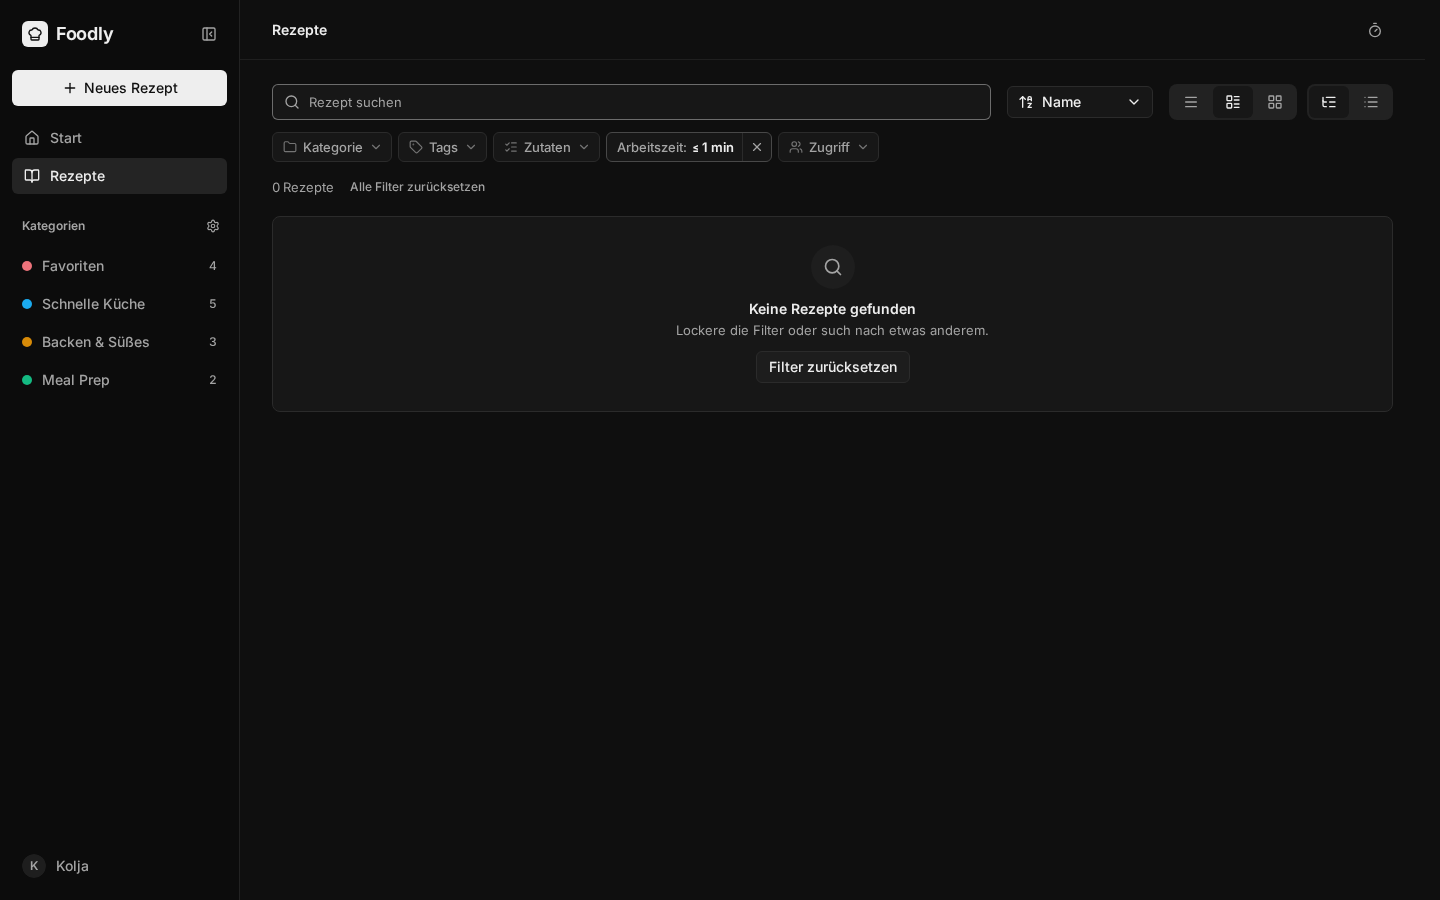 Foodly
Neues Rezept
Start
Rezepte
Kategorien
Favoriten 4
Schnelle Küche 5
Backen & Süßes 3
Meal Prep 2
K Kolja
Rezepte
Rezept suchen
Name
Kategorie
Tags
Zutaten
Arbeitszeit: ≤ 1 min
Zugriff
0 Rezepte Alle Filter zurücksetzen
Keine Rezepte gefunden
Lockere die Filter oder such nach etwas anderem.
Filter zurücksetzen